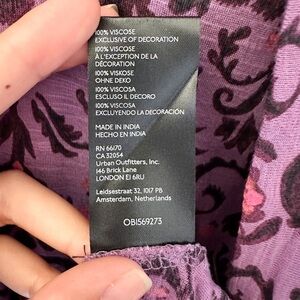 100% VISCOSE
EXCLUSIVE OF DECORATION
100% VISCOSE
À L'EXCEPTION DE LA
DÉCORATION
100% VISKOSE
OHNE DEKO
100% VISCOSA
ESCLUSO IL DECORO
100% VISCOSA
EXCLUYENDO LA DECORACIÓN
MADE IN INDIA
HECHO EN INDIA
RN 66170
CA 32054
Urban Outfitters, Inc.
146 Brick Lane
LONDON E1 6RU
Leidsestraat 32, 1017 PB
Amsterdam, Netherlands
OB1569273